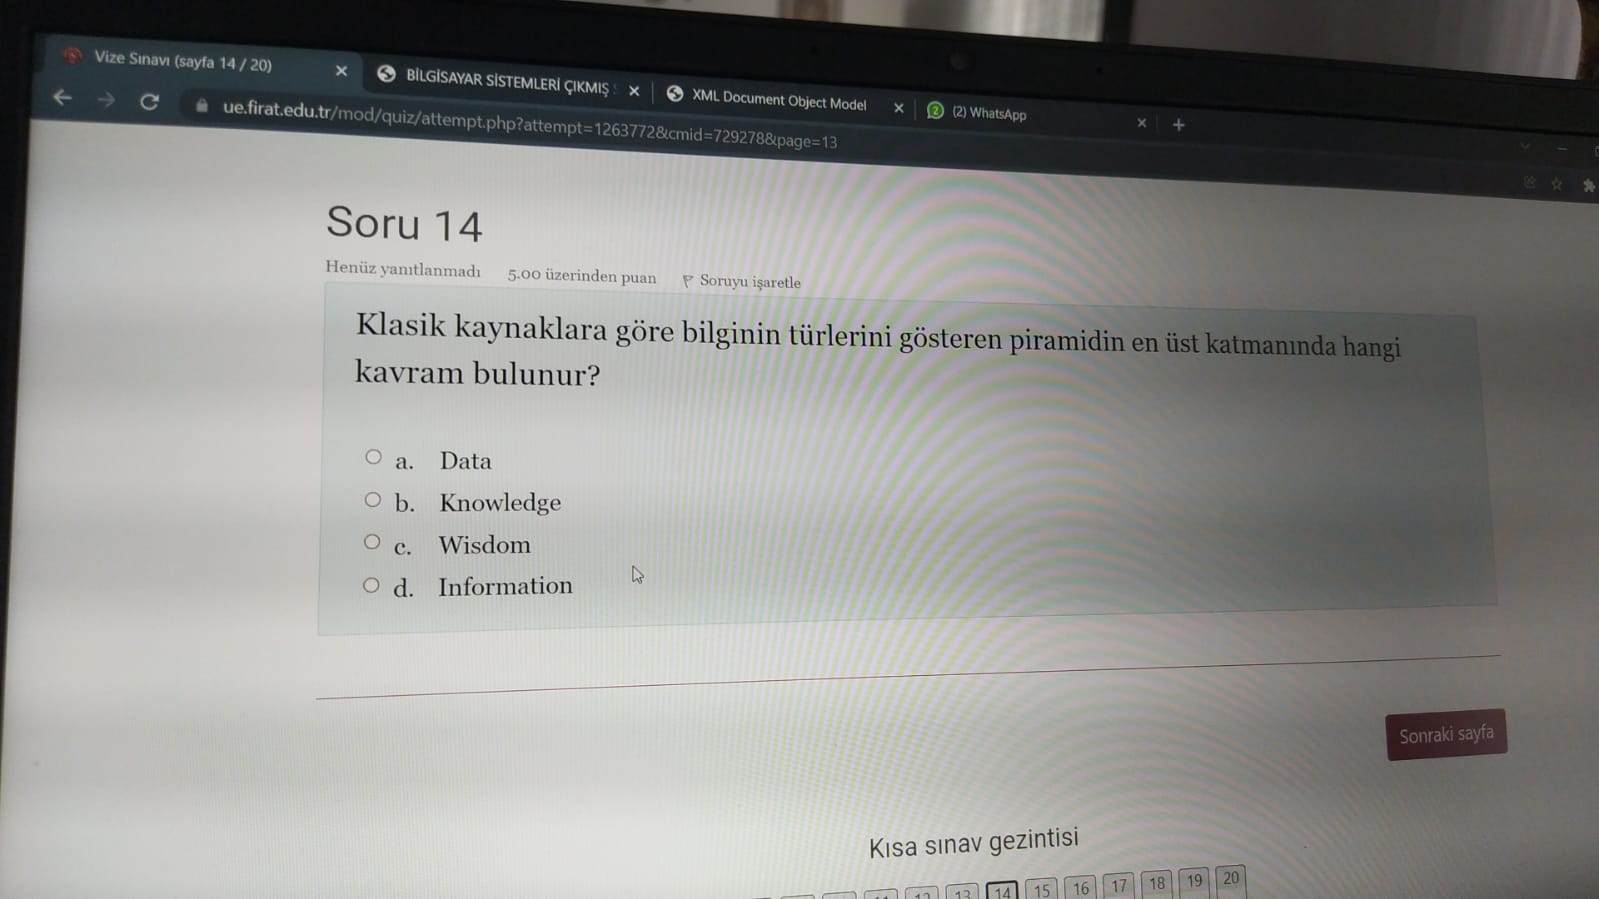 Vize Sınavı (sayfa 14 / 20)
BİLGİSAYAR SİSTEMLERİ ÇIKMIŞ
XML Document Object Model
(2) WhatsApp
ue.firat.edu.tr/mod/quiz/attempt.php?attempt=1263772&cmid=729278&page=13
Soru 14
Henüz yanıtlanmadı 5.00 üzerinden puan Soruyu işaretle
Klasik kaynaklara göre bilginin türlerini gösteren piramidin en üst katmanında hangi
kavram bulunur?
a. Data
b. Knowledge
c. Wisdom
d. Information
Sonraki sayfa
Kısa sınav gezintisi
13 14 15 16 17 18 19 20